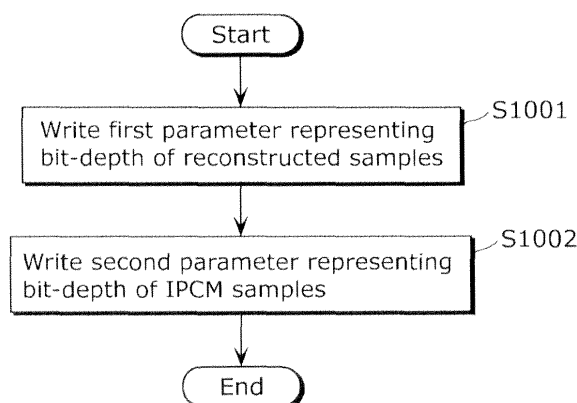 Start
Write first parameter representing
bit-depth of reconstructed samples
S1001
Write second parameter representing
bit-depth of IPCM samples
S1002
End